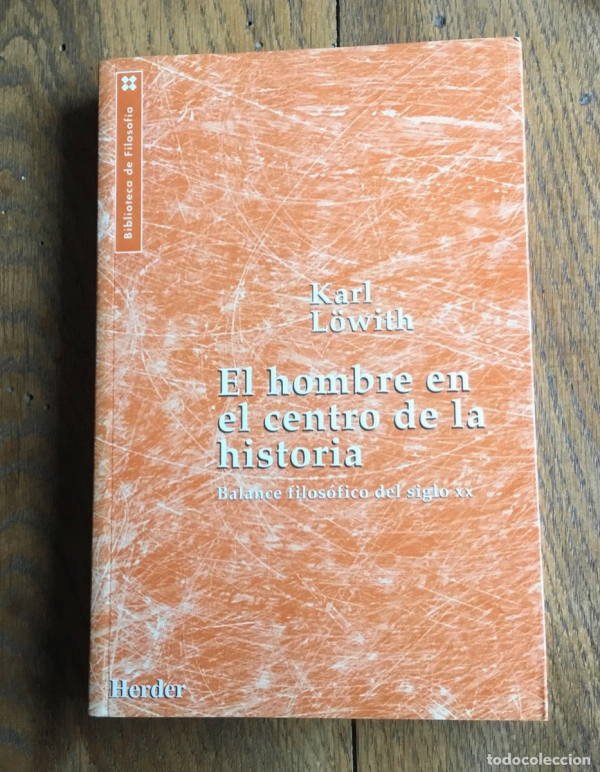 Biblioteca de Filosofía
Karl
Löwith
El hombre en
el centro de la
historia
Balance filosófico del siglo XX
Herder
todocoleccion